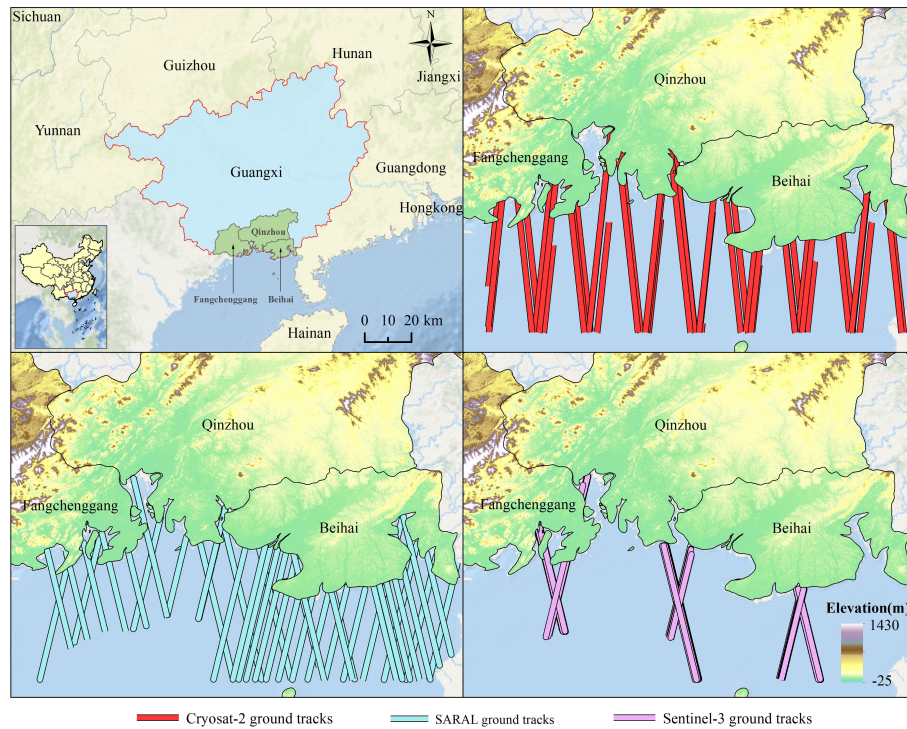 Sichuan
N
Hunan
Guizhou
Jiangxi
Yunnan
Guangxi
Guangdong
Hongkong
Qinzhou
Fangchenggang
Beihai
0 10 20 km
Hainan
Qinzhou
Fangchenggang
Beihai
Qinzhou
Fangchenggang
Beihai
Qinzhou
Fangchenggang
Beihai
Elevation(m)
1430
-25
Cryosat-2 ground tracks
SARAL ground tracks
Sentinel-3 ground tracks